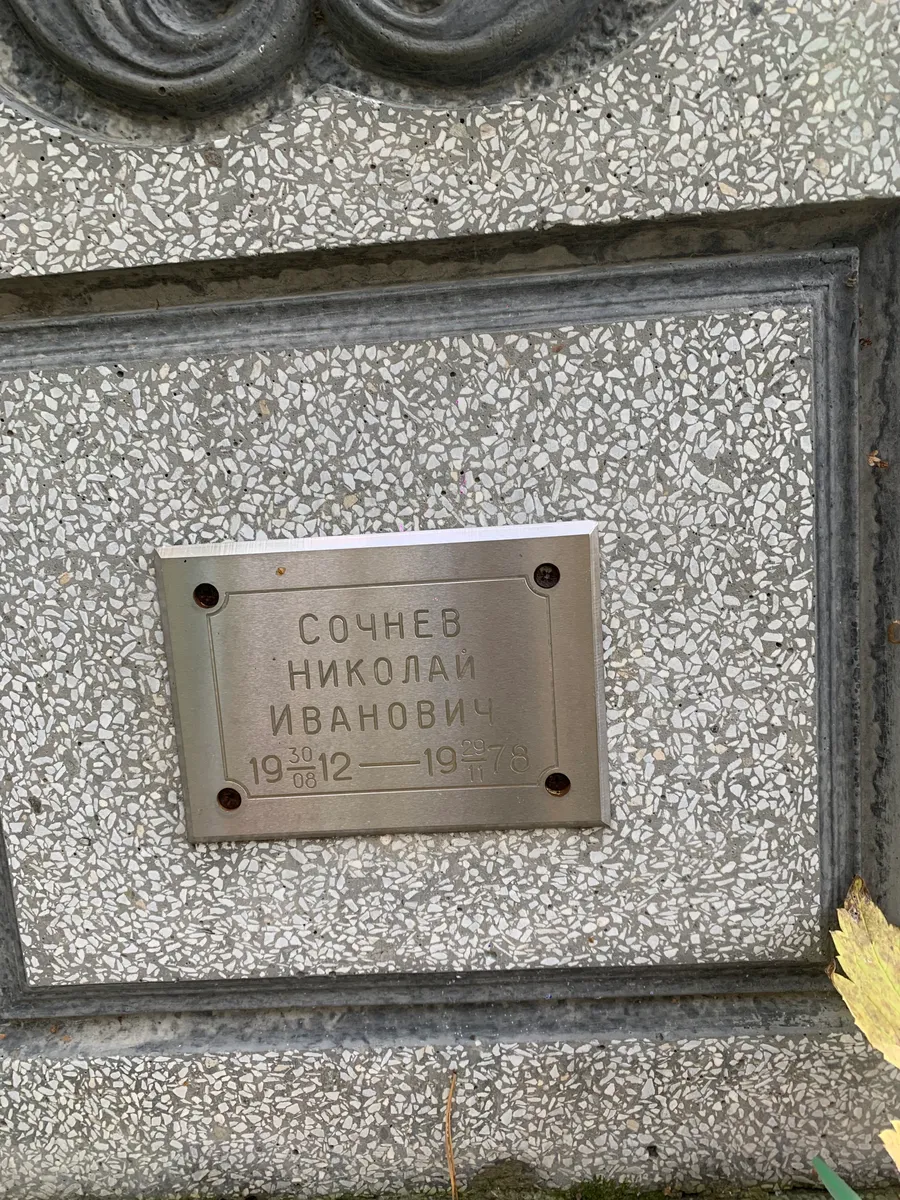 СОЧНЕВ
НИКОЛАЙ
ИВАНОВИЧ
19 30/08 12 — 19 29/11 78